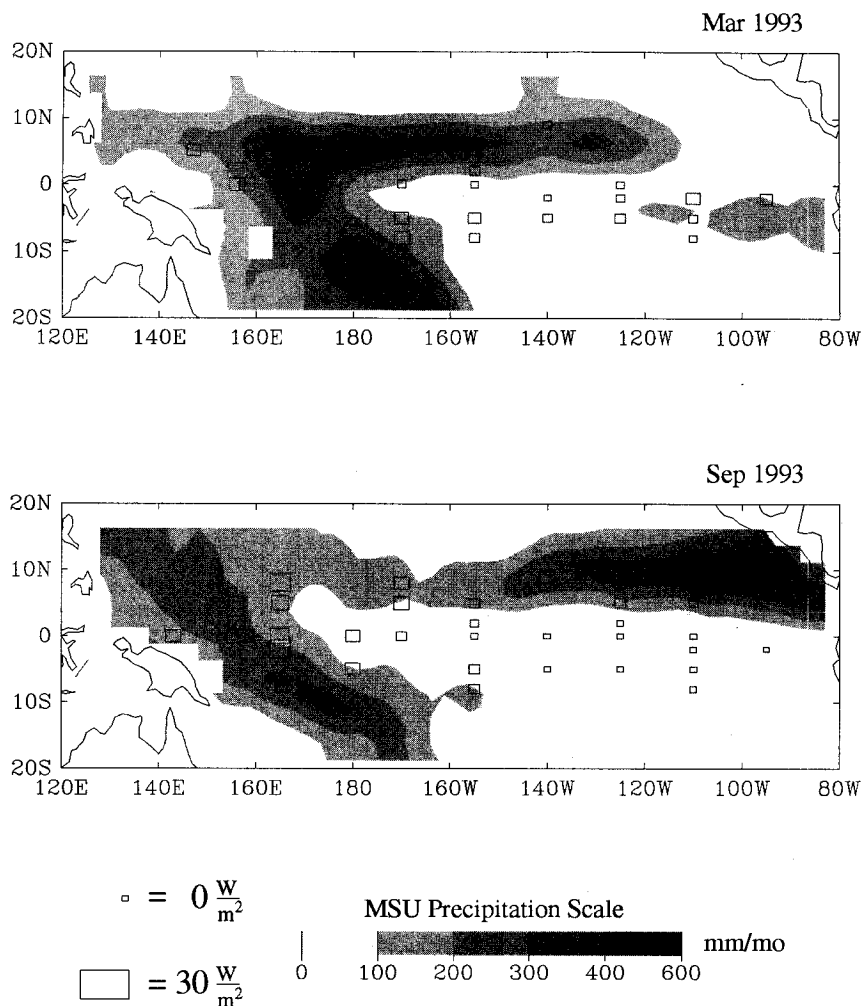 Mar 1993
20N
10N
0
10S
20S
120E 140E 160E 180 160W 140W 120W 100W 80W
Sep 1993
20N
10N
0
10S
20S
120E 140E 160E 180 160W 140W 120W 100W 80W
= 0 W/m²
MSU Precipitation Scale
mm/mo
= 30 W/m²
0 100 200 300 400 600